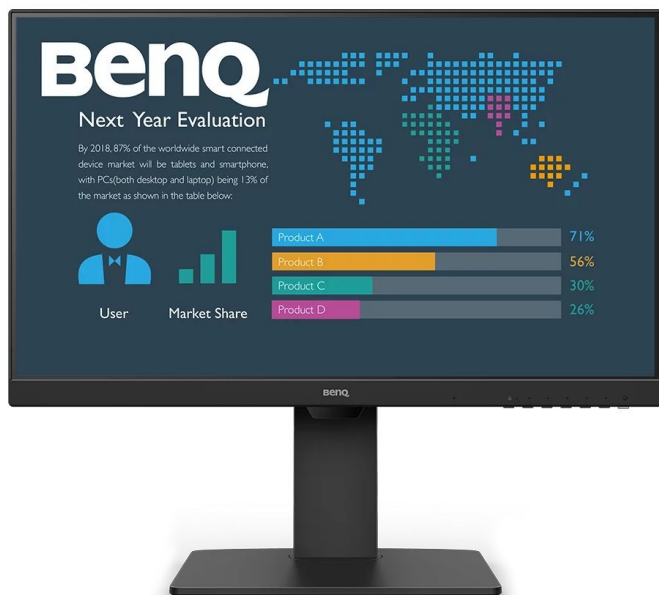 BenQ
Next Year Evaluation
By 2018, 87% of the worldwide smart connected
device market will be tablets and smartphone,
with PCs(both desktop and laptop) being 13% of
the market as shown in the table below:
User
Market Share
Product A 71%
Product B 56%
Product C 30%
Product D 26%
BenQ